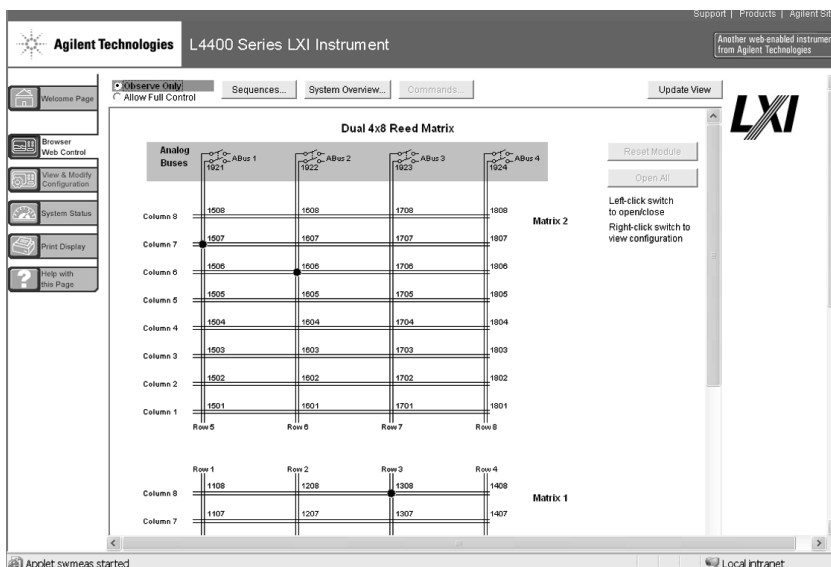 Support | Products | Agilent Sit
Agilent Technologies
L4400 Series LXI Instrument
Another web-enabled instrumen
from Agilent Technologies
Welcome Page
Browser
Web Control
View & Modify
Configuration
System Status
Print Display
Help with
this Page
Observe Only
Allow Full Control
Sequences...
System Overview...
Commands...
Update View
LXI
Dual 4x8 Reed Matrix
Analog
Buses
ABus 1 ABus 2 ABus 3 ABus 4
1921 1922 1923 1924
Reset Module
Open All
Left-click switch
to open/close
Right-click switch to
view configuration
Column 8 1508 1608 1708 1808
Matrix 2
Column 7 1507 1607 1707 1807
Column 6 1506 1606 1706 1806
Column 5 1505 1605 1705 1805
Column 4 1504 1604 1704 1804
Column 3 1503 1603 1703 1803
Column 2 1502 1602 1702 1802
Column 1 1501 1601 1701 1801
Row 5 Row 6 Row 7 Row 8
Row 1 Row 2 Row 3 Row 4
Column 8 1108 1208 1308 1408
Matrix 1
Column 7 1107 1207 1307 1407
Applet swmeas started
Local intranet